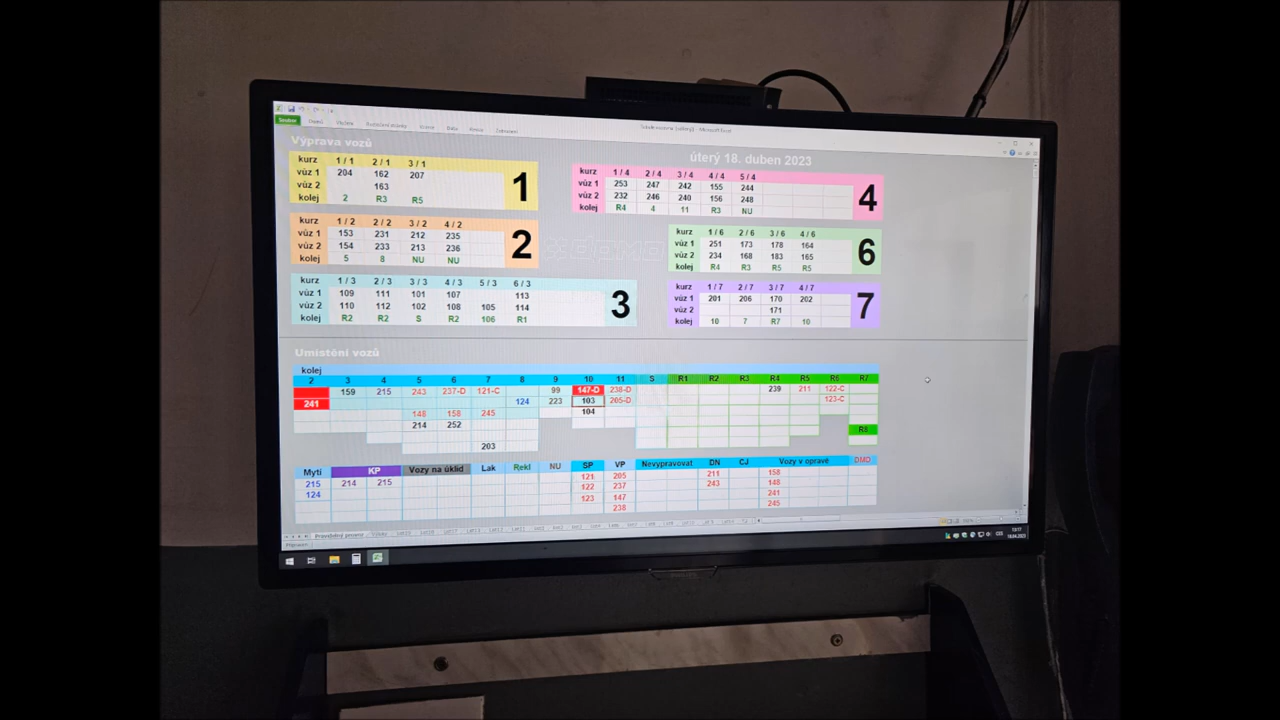 Soubor
Microsoft Excel
Výprava vozů
úterý 18. duben 2023
kurz 1 / 1 2 / 1 3 / 1
vůz 1 204 162 207
vůz 2 163
kolej 2 R3 R5
1
kurz 1 / 4 2 / 4 3 / 4 4 / 4 5 / 4
vůz 1 253 247 242 155 244
vůz 2 232 246 240 156 248
kolej R4 4 11 R3 NU
4
kurz 1 / 2 2 / 2 3 / 2 4 / 2
vůz 1 153 231 212 235
vůz 2 154 233 213 236
kolej 5 8 NU NU
2
kurz 1 / 6 2 / 6 3 / 6 4 / 6
vůz 1 251 173 178 164
vůz 2 234 168 183 165
kolej R4 R3 R5 R5
6
kurz 1 / 3 2 / 3 3 / 3 4 / 3 5 / 3 6 / 3
vůz 1 109 111 101 107 113
vůz 2 110 112 102 108 105 114
kolej R2 R2 S R2 106 R1
3
kurz 1 / 7 2 / 7 3 / 7 4 / 7
vůz 1 201 206 170 202
vůz 2 171
kolej 10 7 R7 10
7
Umístění vozů
kolej
2 3 4 5 6 7 8 9 10 11 S R1 R2 R3 R4 R5 R6 R7
159 215 243 237-D 121-C 99 147-D 238-D 239 211 122-C
241 124 223 103 205-D 123-C
148 158 245 104
214 252 R8
203
Mytí KP Vozy na úklid Lak Rekl NU SP VP Nevypravovat DN CJ Vozy v opravě DMD
215 214 215 121 205 211 158
124 122 237 243 148
123 147 241
238 245
13:17
18.04.2023